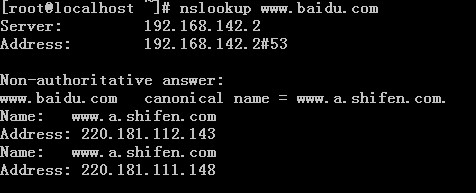 [root@localhost ~]# nslookup www.baidu.com
Server:         192.168.142.2
Address:        192.168.142.2#53

Non-authoritative answer:
www.baidu.com   canonical name = www.a.shifen.com.
Name:   www.a.shifen.com
Address: 220.181.112.143
Name:   www.a.shifen.com
Address: 220.181.111.148